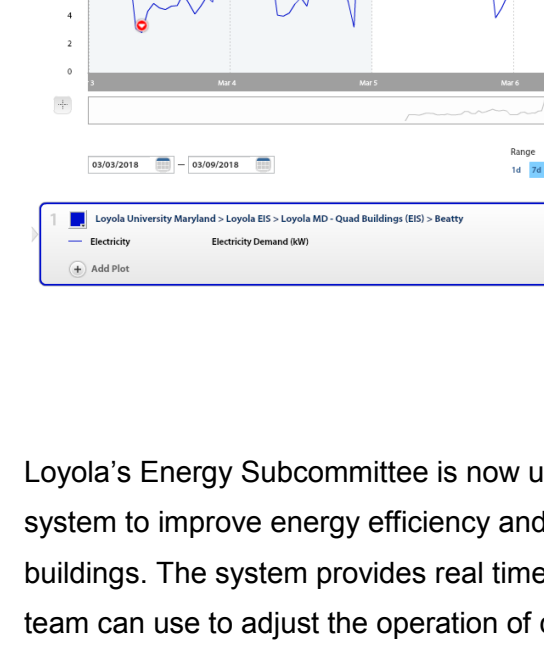 4
2
0
3
Mar 4
Mar 5
Mar 6
03/03/2018 – 03/09/2018
Range
1d 7d
1 Loyola University Maryland > Loyola EIS > Loyola MD - Quad Buildings (EIS) > Beatty
Electricity Electricity Demand (kW)
+ Add Plot
Loyola’s Energy Subcommittee is now u
system to improve energy efficiency and
buildings. The system provides real time
team can use to adjust the operation of